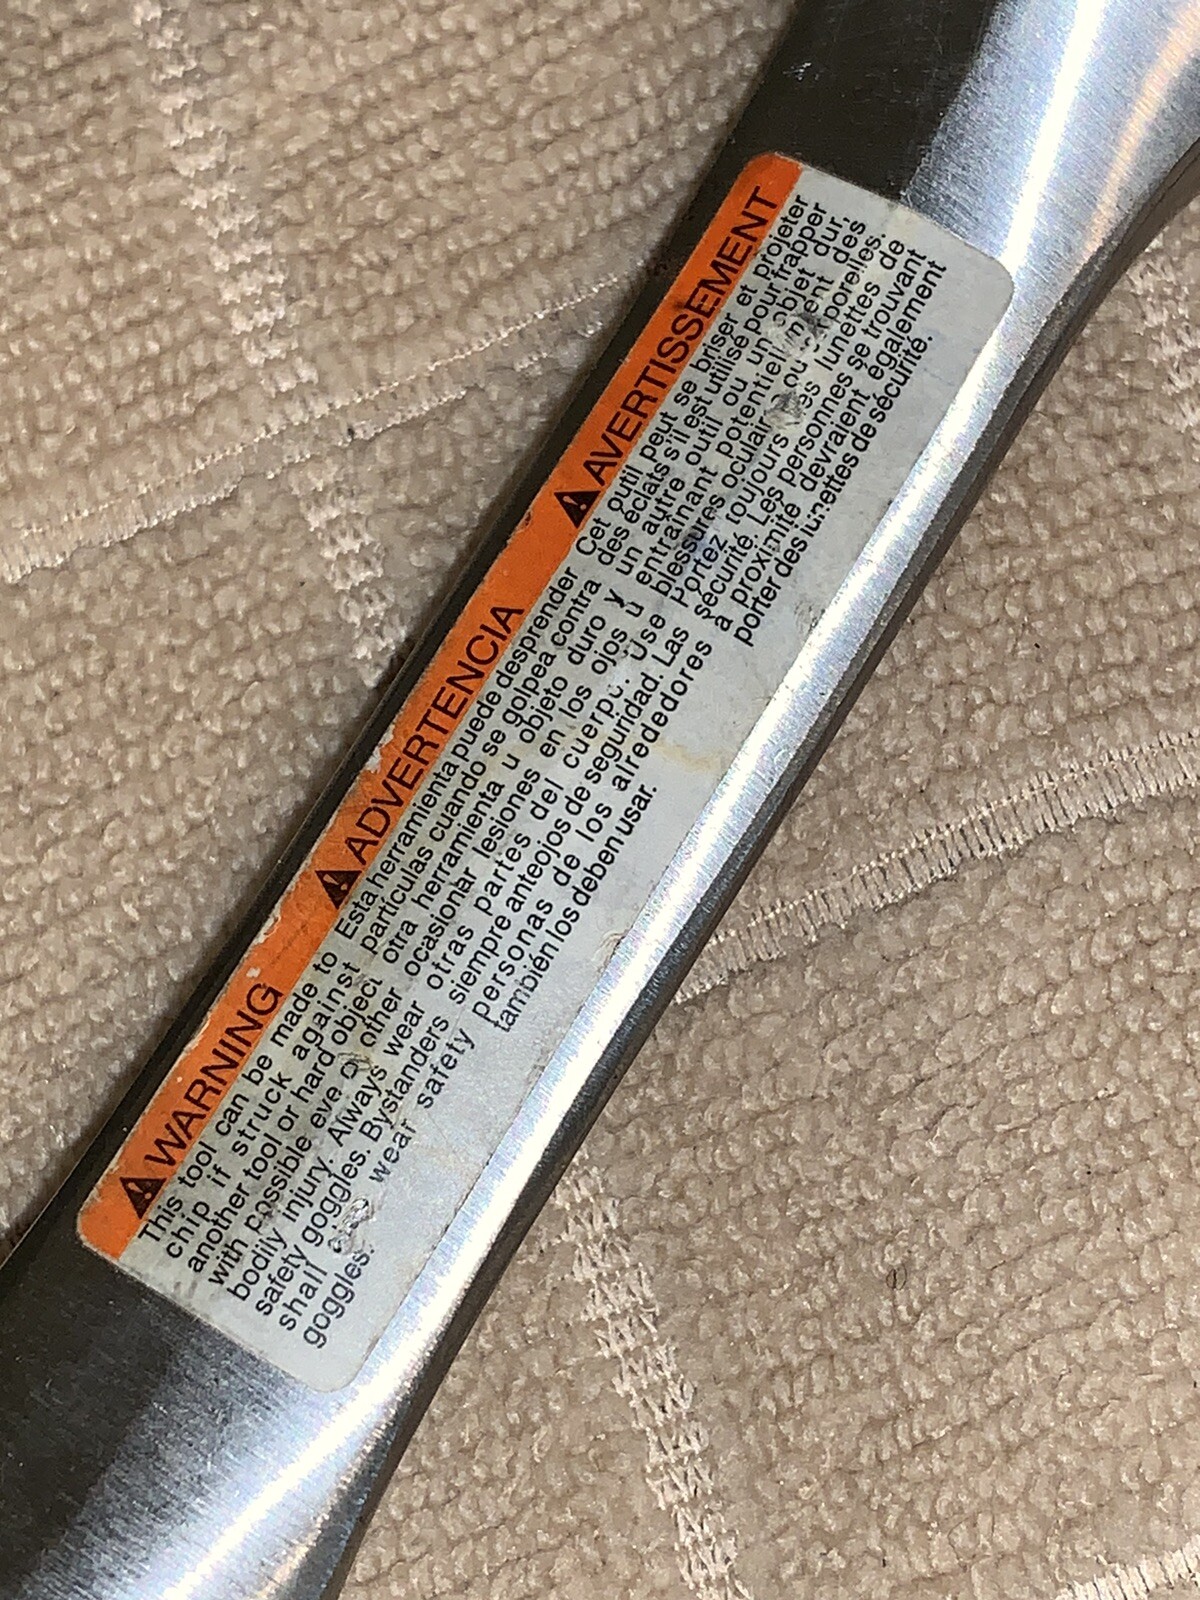 WARNING
This tool can be made to
chip if struck against
another tool or hard object
with possible eye or other
bodily injury. Always wear
safety goggles. Bystanders
shall wear safety
goggles.
ADVERTENCIA
Esta herramienta puede desprender
partículas cuando se golpea contra
otra herramienta u objeto duro y
ocasionar lesiones en los ojos u
otras partes del cuerpo. Use
siempre anteojos de seguridad. Las
personas de los alrededores
también los deben usar.
AVERTISSEMENT
Cet outil peut se briser et projeter
des éclats s'il est utilisé pour frapper
un autre outil ou un objet dur,
entraînant potentiellement des
blessures oculaires ou corporelles.
Portez toujours des lunettes de
sécurité. Les personnes se trouvant
à proximité devraient également
porter des lunettes de sécurité.